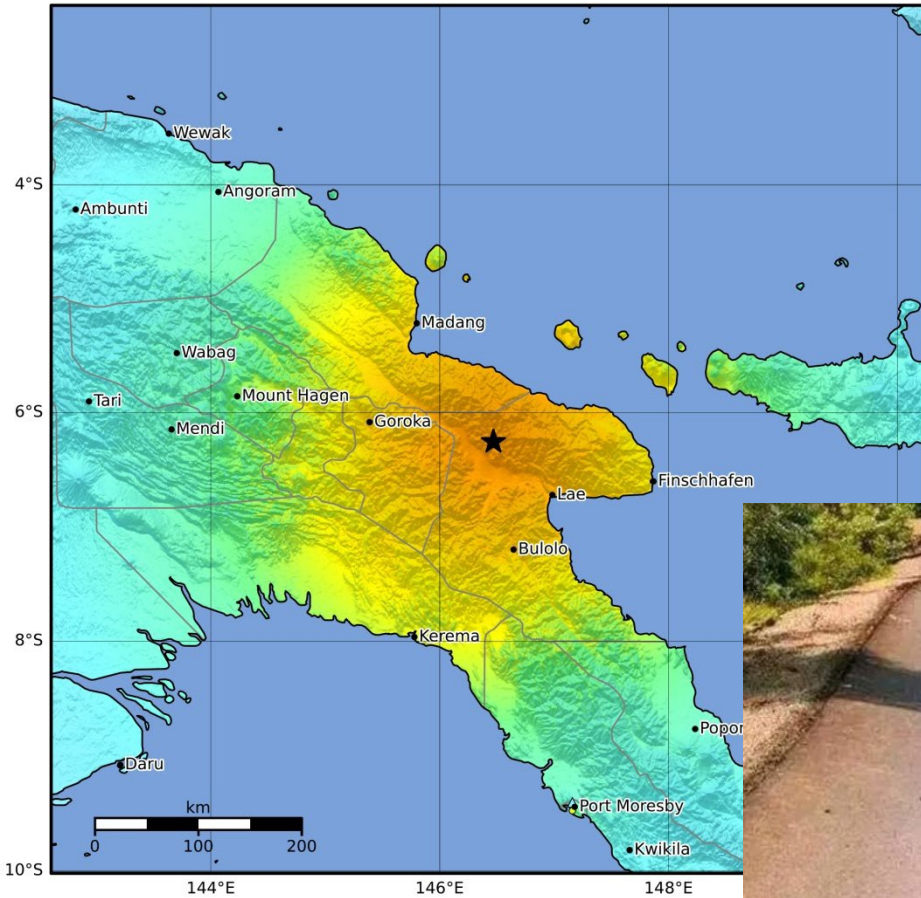 Wewak
4°S
Angoram
Ambunti
Madang
Wabag
Mount Hagen
Tari
6°S
Goroka
Mendi
Finschhafen
Lae
Bulolo
8°S
Kerema
Popon
Daru
km
Port Moresby
0 100 200
Kwikila
10°S
144°E 146°E 148°E